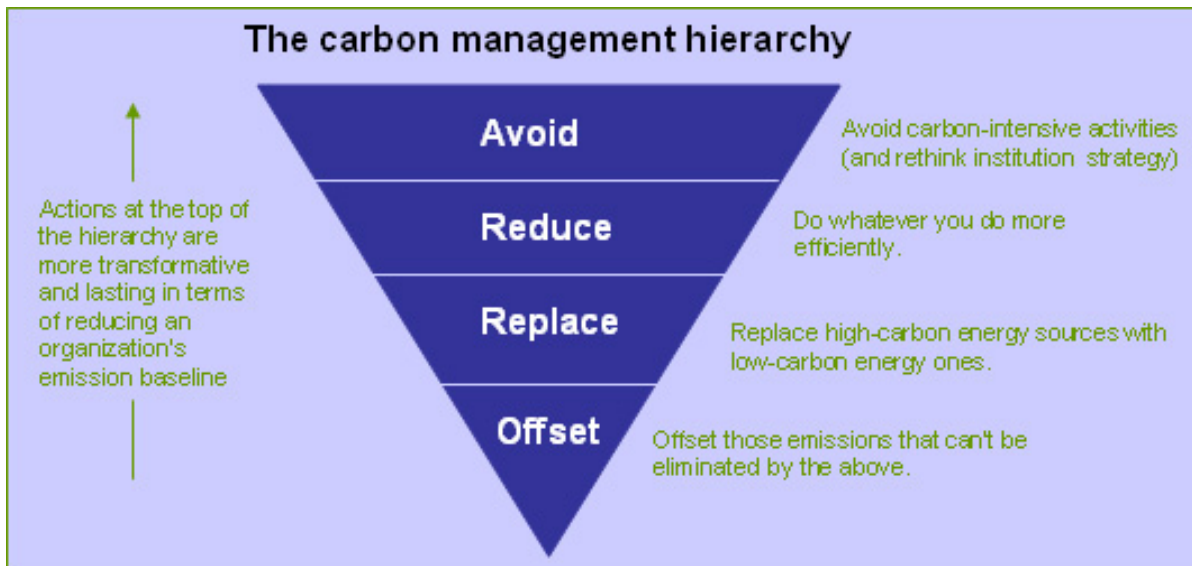 The carbon management hierarchy
Avoid
Avoid carbon-intensive activities
(and rethink institution strategy)
Actions at the top of
the hierarchy are
more transformative
and lasting in terms
of reducing an
organization's
emission baseline
Reduce
Do whatever you do more
efficiently.
Replace
Replace high-carbon energy sources with
low-carbon energy ones.
Offset
Offset those emissions that can't be
eliminated by the above.